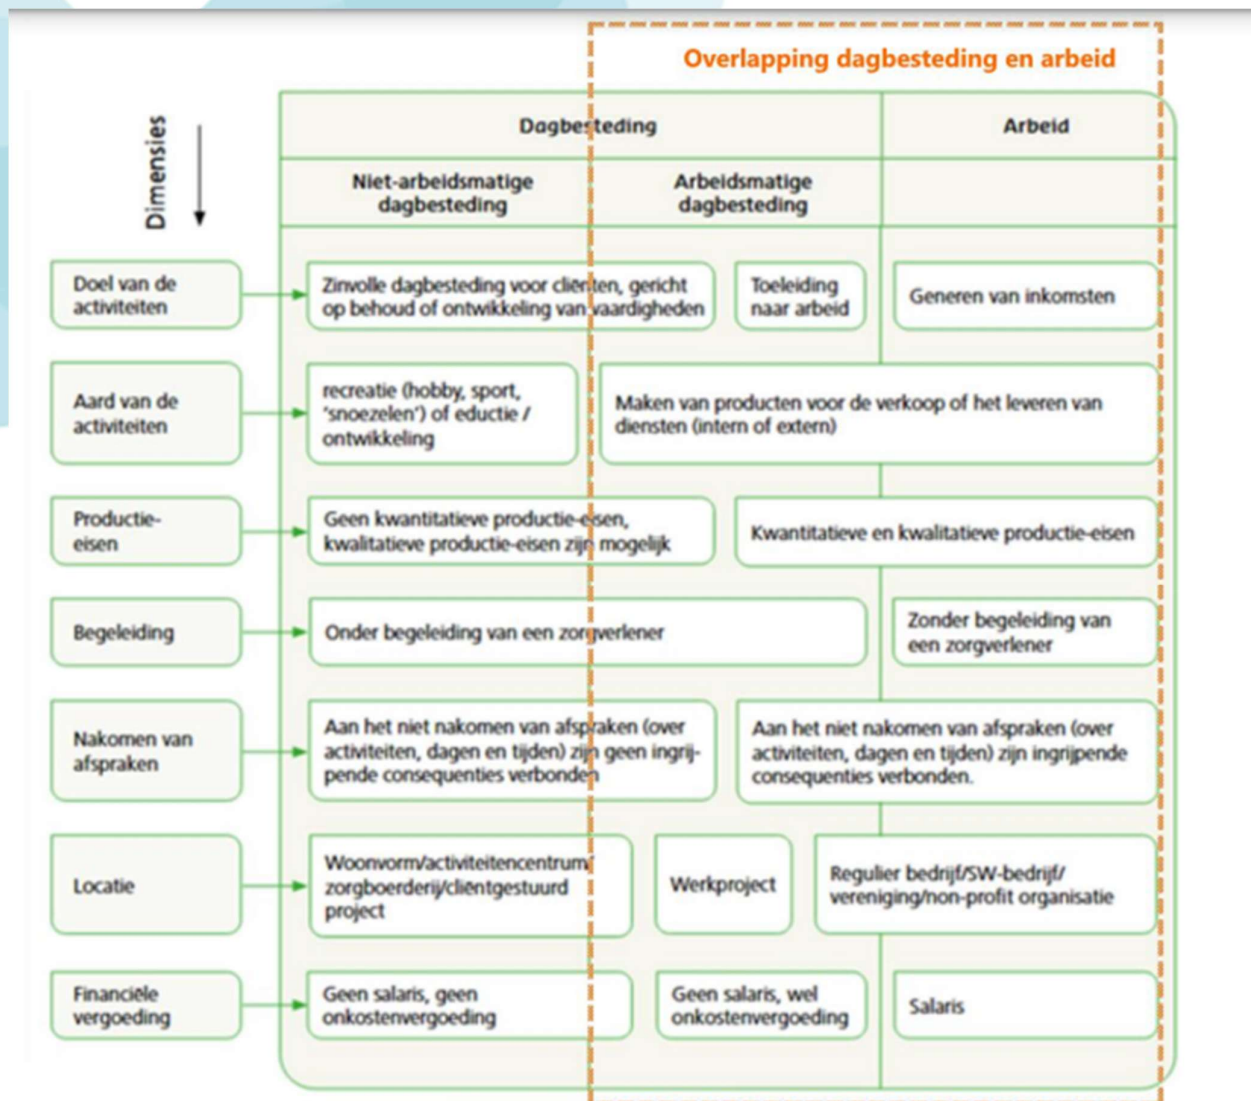 Overlapping dagbesteding en arbeid
Dimensies
Dagbesteding
Arbeid
Niet-arbeidsmatige
dagbesteding
Arbeidsmatige
dagbesteding
Doel van de
activiteiten
Zinvolle dagbesteding voor cliënten, gericht
op behoud of ontwikkeling van vaardigheden
Toeleiding
naar arbeid
Generen van inkomsten
Aard van de
activiteiten
recreatie (hobby, sport,
'snoezelen') of eductie /
ontwikkeling
Maken van producten voor de verkoop of het leveren van
diensten (intern of extern)
Productie-
eisen
Geen kwantitatieve productie-eisen,
kwalitatieve productie-eisen zijn mogelijk
Kwantitatieve en kwalitatieve productie-eisen
Begeleiding
Onder begeleiding van een zorgverlener
Zonder begeleiding van
een zorgverlener
Nakomen van
afspraken
Aan het niet nakomen van afspraken (over
activiteiten, dagen en tijden) zijn geen ingrij-
pende consequenties verbonden
Aan het niet nakomen van afspraken (over
activiteiten, dagen en tijden) zijn ingrijpende
consequenties verbonden.
Locatie
Woonvorm/activiteitencentrum/
zorgboerderij/cliëntgestuurd
project
Werkproject
Regulier bedrijf/SW-bedrijf/
vereniging/non-profit organisatie
Financiële
vergoeding
Geen salaris, geen
onkostenvergoeding
Geen salaris, wel
onkostenvergoeding
Salaris